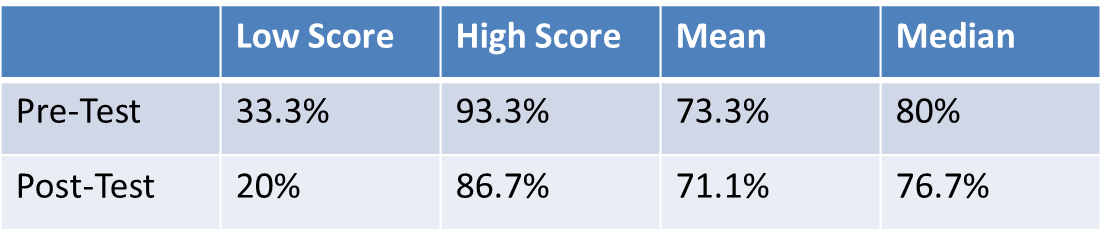 Low Score High Score Mean Median
Pre-Test 33.3% 93.3% 73.3% 80%
Post-Test 20% 86.7% 71.1% 76.7%